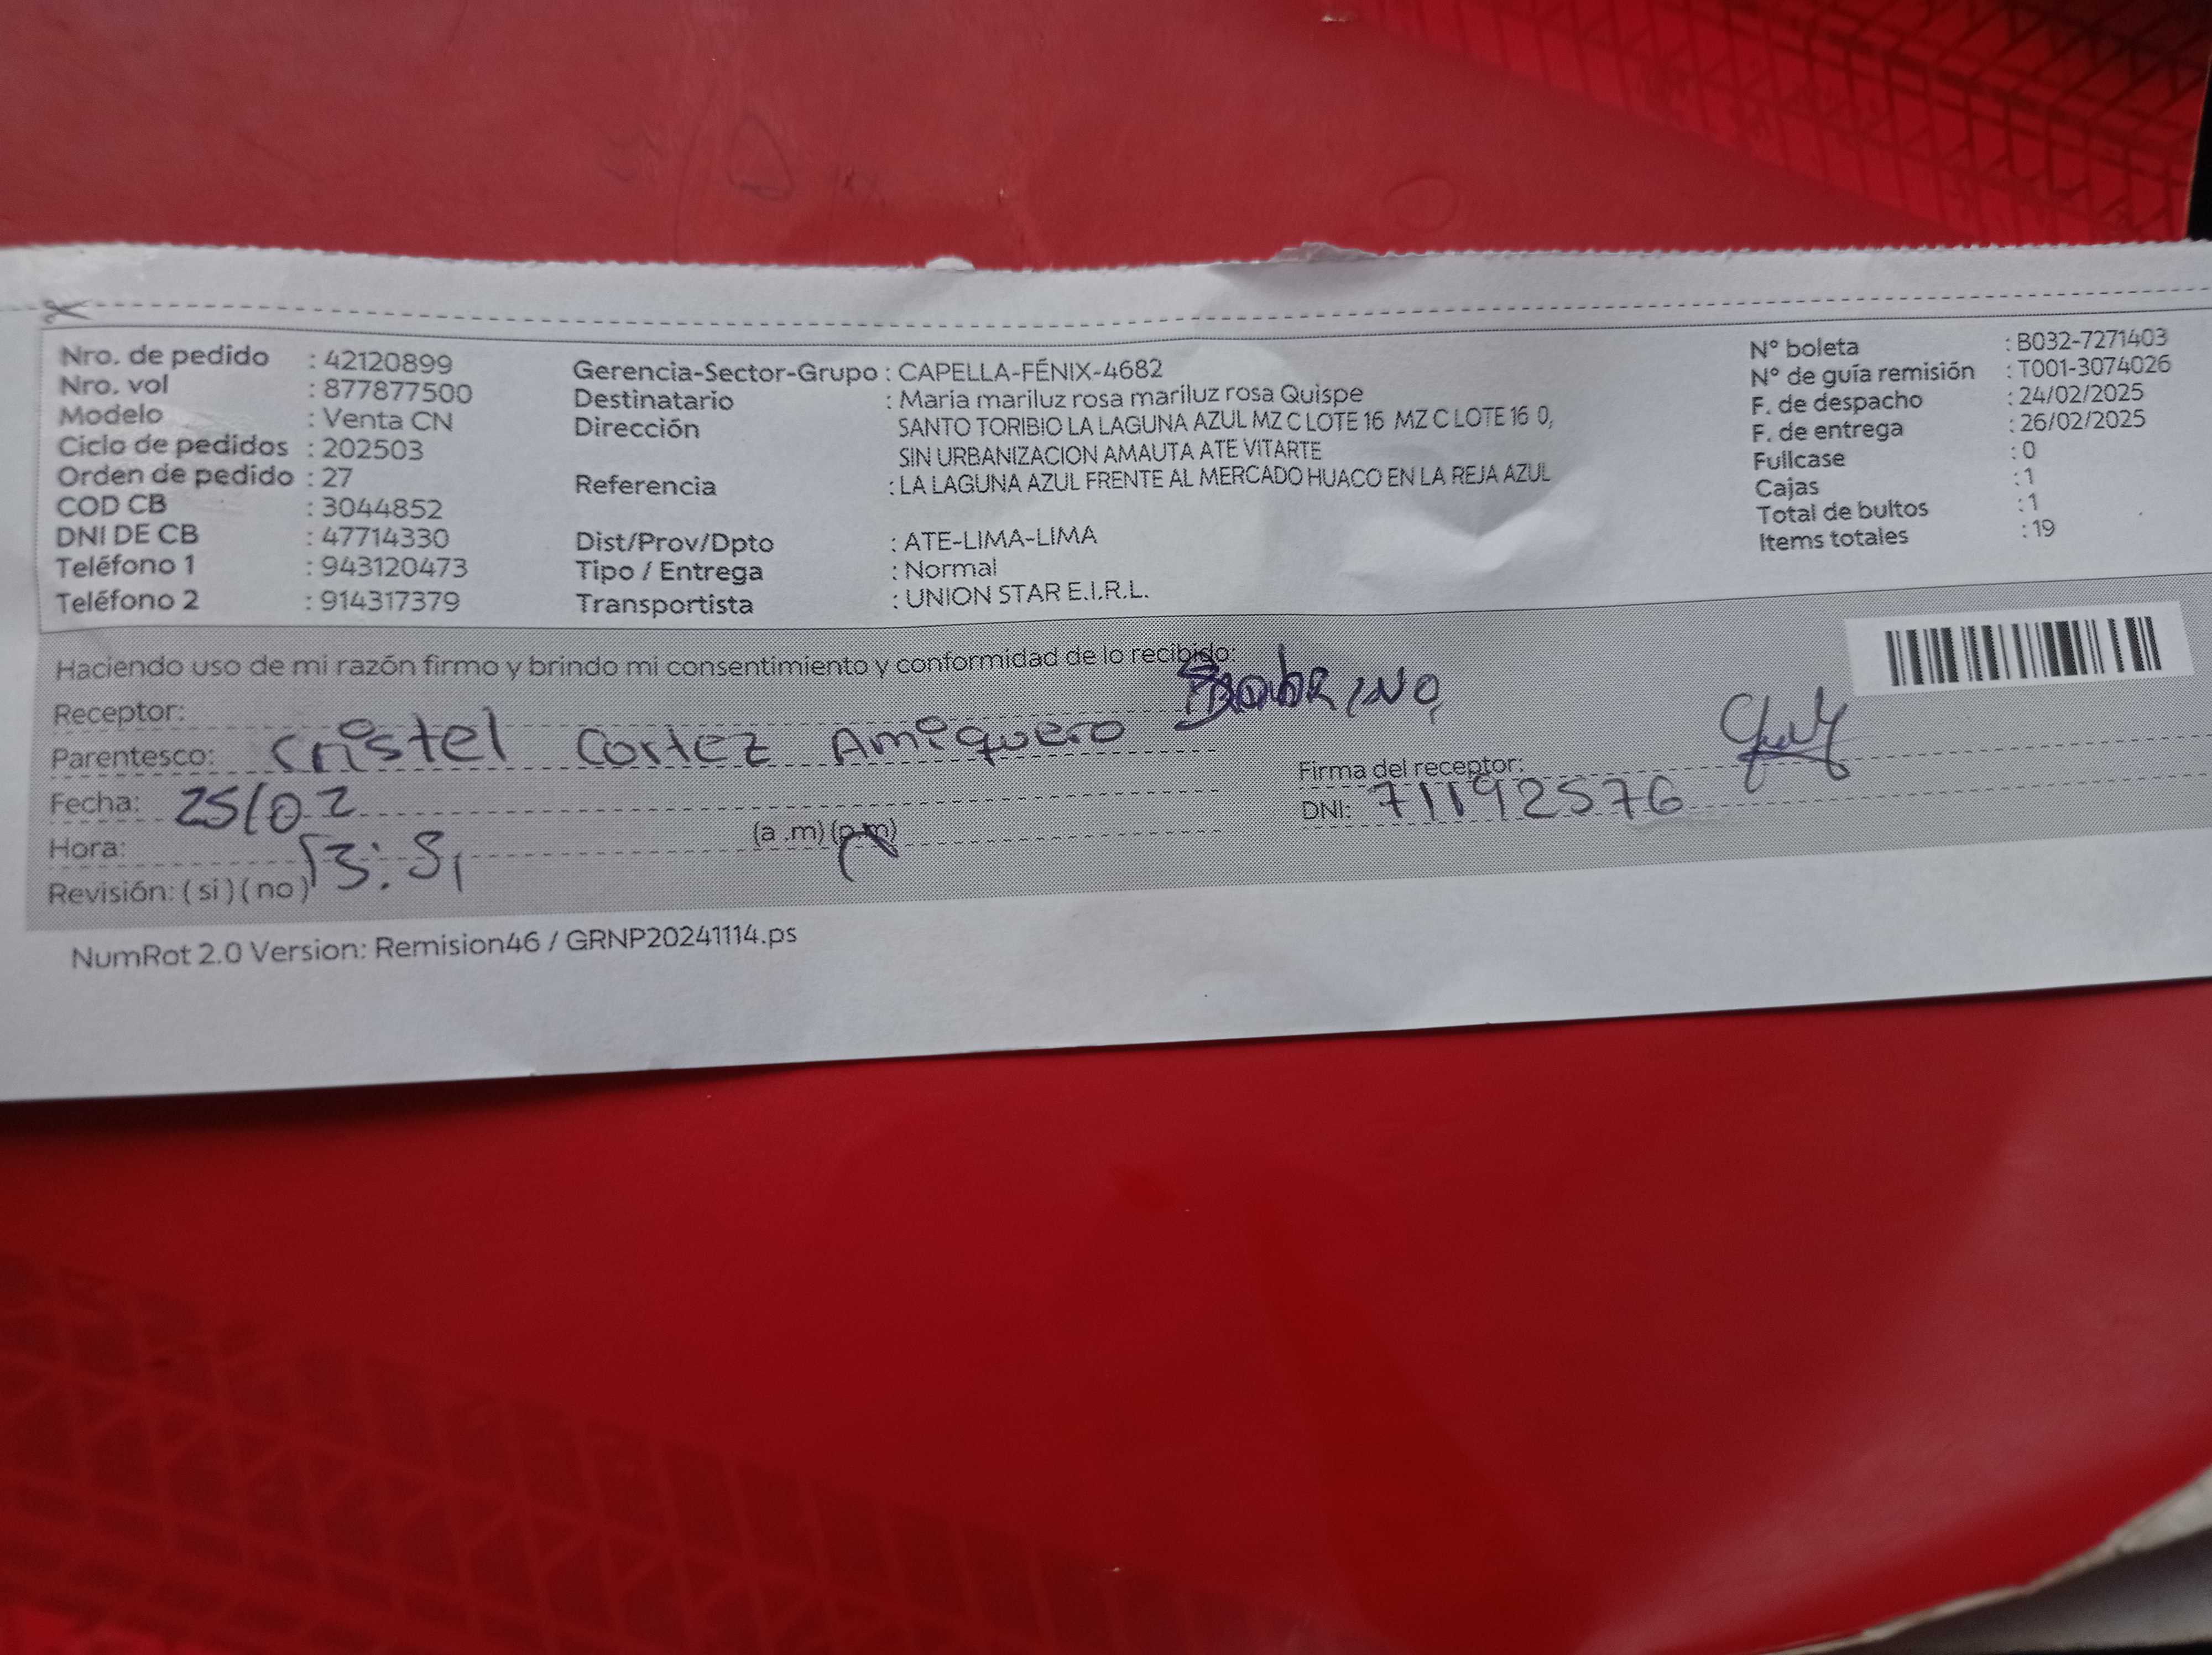 Nro. de pedido : 42120899
Nro. vol : 877877500
Modelo : Venta CN
Ciclo de pedidos : 202503
Orden de pedido : 27
COD CB : 3044852
DNI DE CB : 47714330
Teléfono 1 : 943120473
Teléfono 2 : 914317379
Gerencia-Sector-Grupo : CAPELLA-FÉNIX-4682
Destinatario : Maria mariluz rosa mariluz rosa Quispe
Dirección SANTO TORIBIO LA LAGUNA AZUL MZ C LOTE 16 MZ C LOTE 16 0,
SIN URBANIZACION AMAUTA ATE VITARTE
Referencia : LA LAGUNA AZUL FRENTE AL MERCADO HUACO EN LA REJA AZUL
Dist/Prov/Dpto : ATE-LIMA-LIMA
Tipo / Entrega : Normal
Transportista : UNION STAR E.I.R.L.
N° boleta : B032-7271403
N° de guía remisión : T001-3074026
F. de despacho : 24/02/2025
F. de entrega : 26/02/2025
Fullcase : 0
Cajas : 1
Total de bultos : 1
Items totales : 19
Haciendo uso de mi razón firmo y brindo mi consentimiento y conformidad de lo recibido:
Receptor:
Parentesco: Cristel Cortez Amiquero SobRiNo
Fecha: 25/02
Hora: (a .m) (p.m)
Revisión: ( si ) ( no )
Firma del receptor:
DNI: 71192576
NumRot 2.0 Version: Remision46 / GRNP20241114.ps